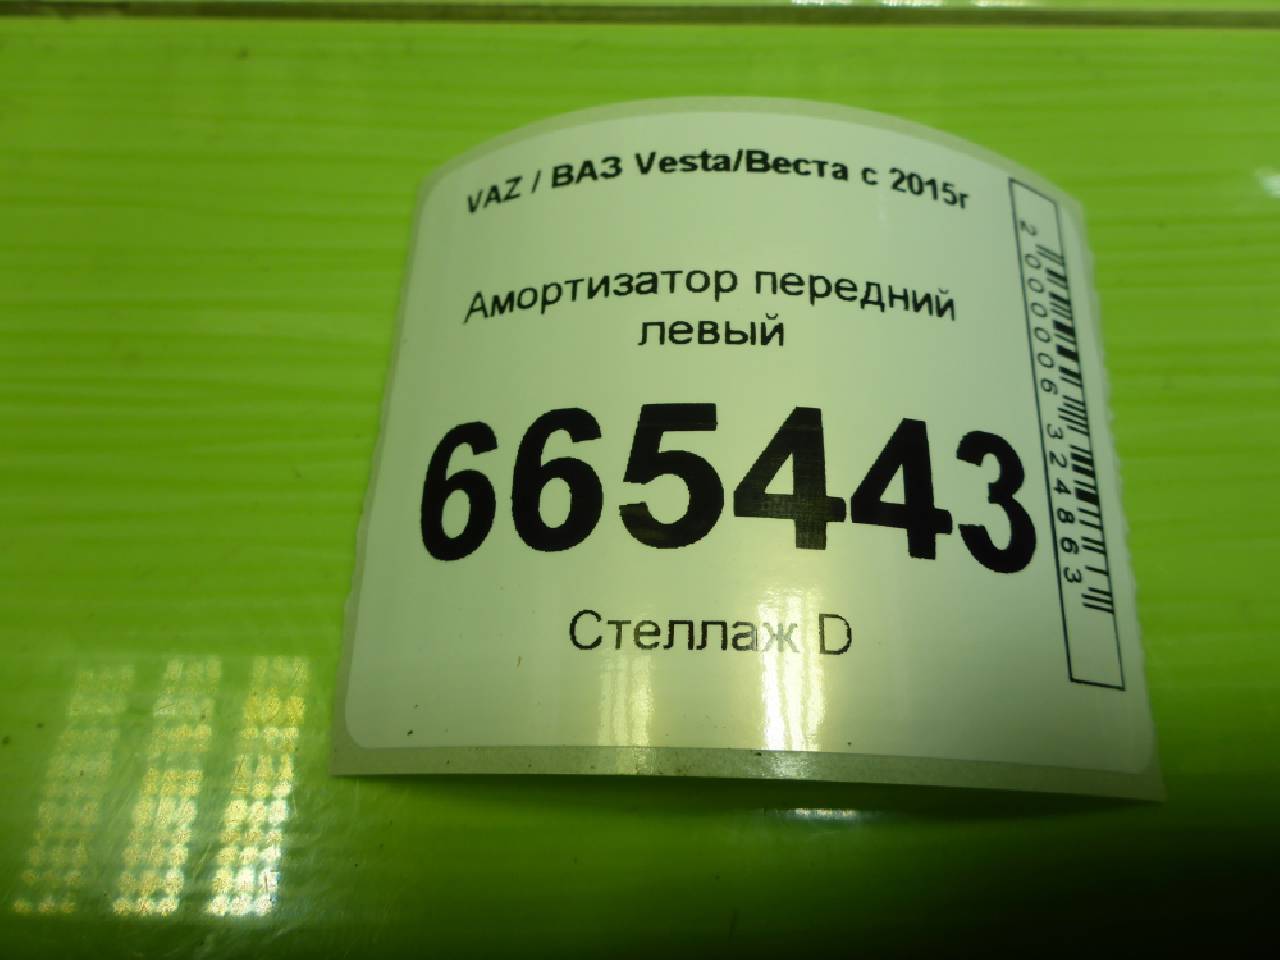 VAZ / ВАЗ Vesta/Веста с 2015г
Амортизатор передний
левый
665443
Стеллаж D
2000006324863